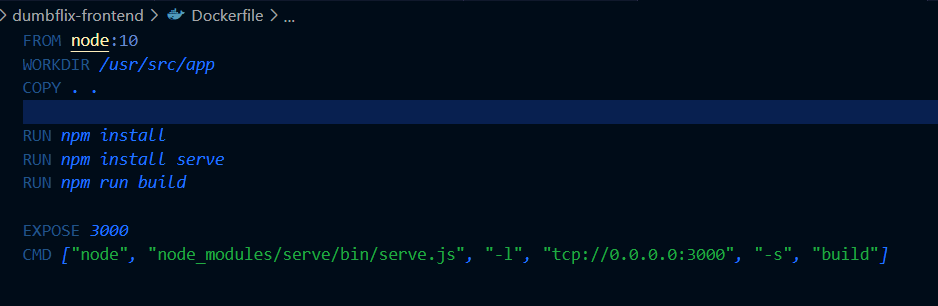 dumbflix-frontend > Dockerfile > ...
FROM node:10
WORKDIR /usr/src/app
COPY . .
RUN npm install
RUN npm install serve
RUN npm run build
EXPOSE 3000
CMD ["node", "node_modules/serve/bin/serve.js", "-l", "tcp://0.0.0.0:3000", "-s", "build"]